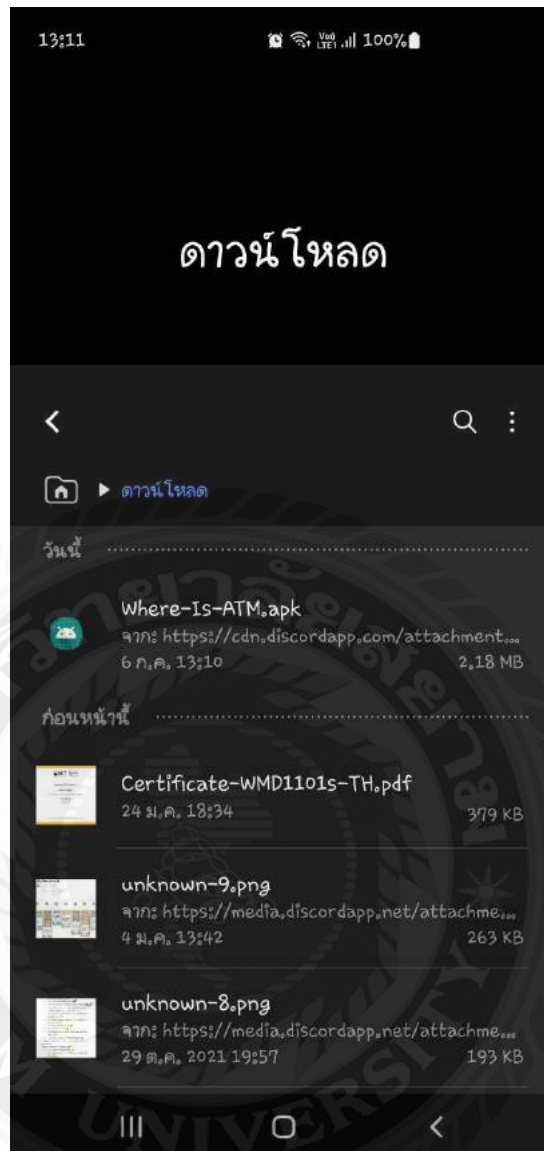 13:11
Vo) LTE1 100%
ดาวน์โหลด
ดาวน์โหลด
วันนี้
Where-Is-ATM.apk
จาก: https://cdn.discordapp.com/attachment...
6 ก.ค. 13:10 2.18 MB
ก่อนหน้านี้
Certificate-WMD1101s-TH.pdf
24 ม.ค. 18:34 379 KB
unknown-9.png
จาก: https://media.discordapp.net/attachme...
4 ม.ค. 13:42 263 KB
unknown-8.png
จาก: https://media.discordapp.net/attachme...
29 ต.ค. 2021 19:57 193 KB
UNIVERSITY